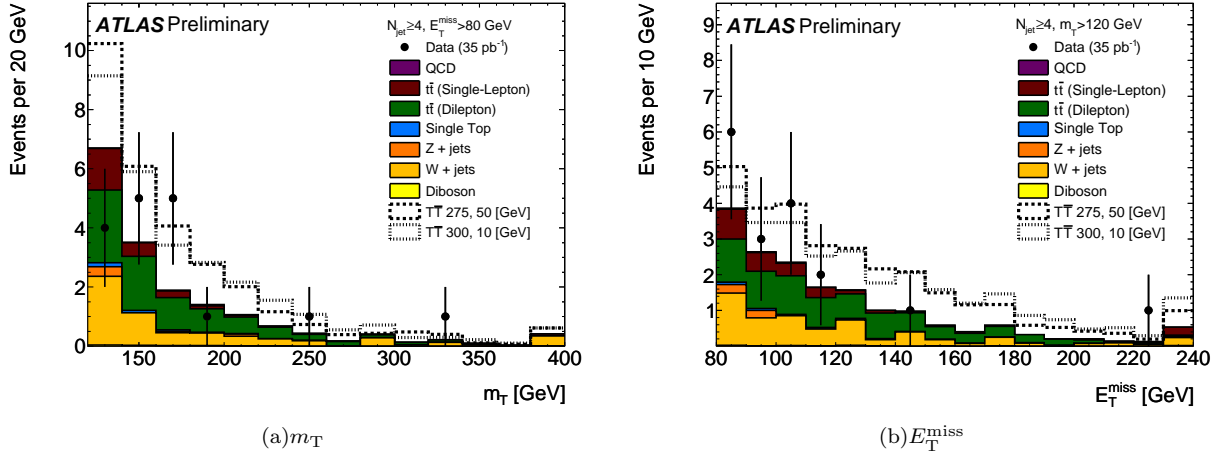 ATLAS Preliminary
N_jet≥4, E_T^miss>80 GeV
Data (35 pb⁻¹)
QCD
tt̄ (Single-Lepton)
tt̄ (Dilepton)
Single Top
Z + jets
W + jets
Diboson
TT̄ 275, 50 [GeV]
TT̄ 300, 10 [GeV]
Events per 20 GeV
10
8
6
4
2
0
150 200 250 300 350 400
m_T [GeV]
(a)m_T
ATLAS Preliminary
N_jet≥4, m_T>120 GeV
Data (35 pb⁻¹)
QCD
tt̄ (Single-Lepton)
tt̄ (Dilepton)
Single Top
Z + jets
W + jets
Diboson
TT̄ 275, 50 [GeV]
TT̄ 300, 10 [GeV]
Events per 10 GeV
9
8
7
6
5
4
3
2
1
0
80 100 120 140 160 180 200 220 240
E_T^miss [GeV]
(b)E_T^miss